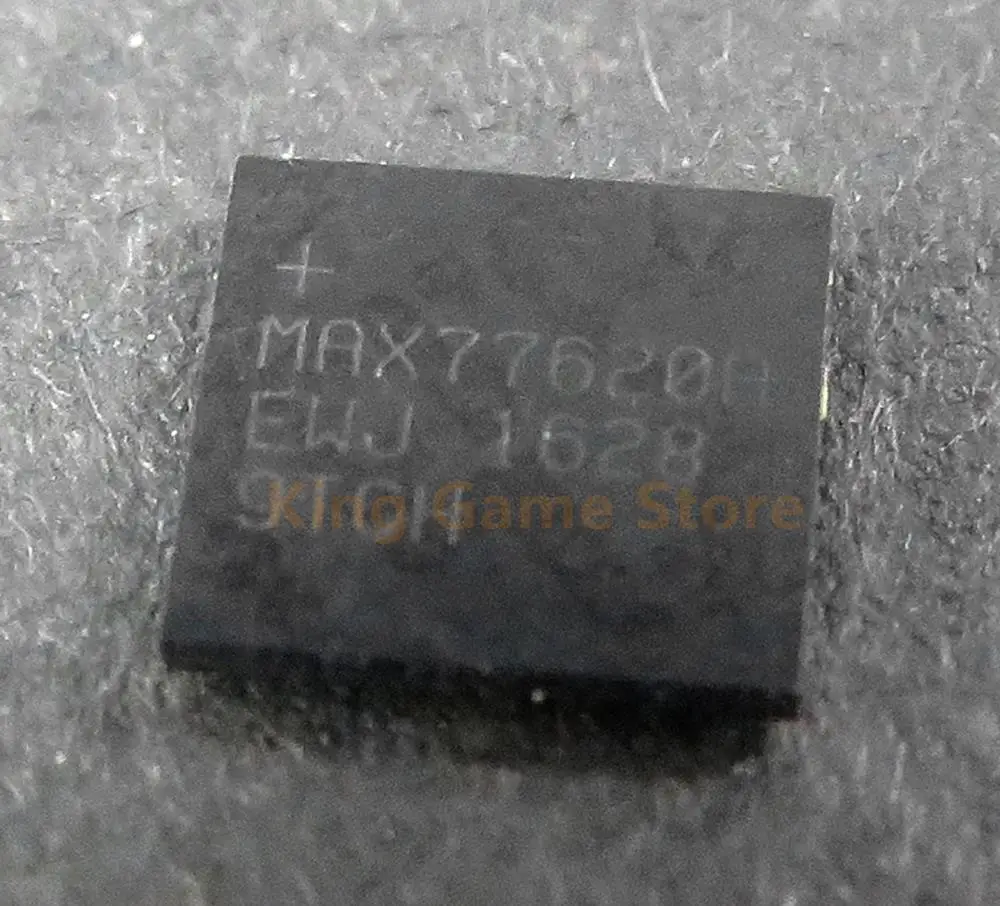 +
MAX77620A
EWJ 1628
King Game Store